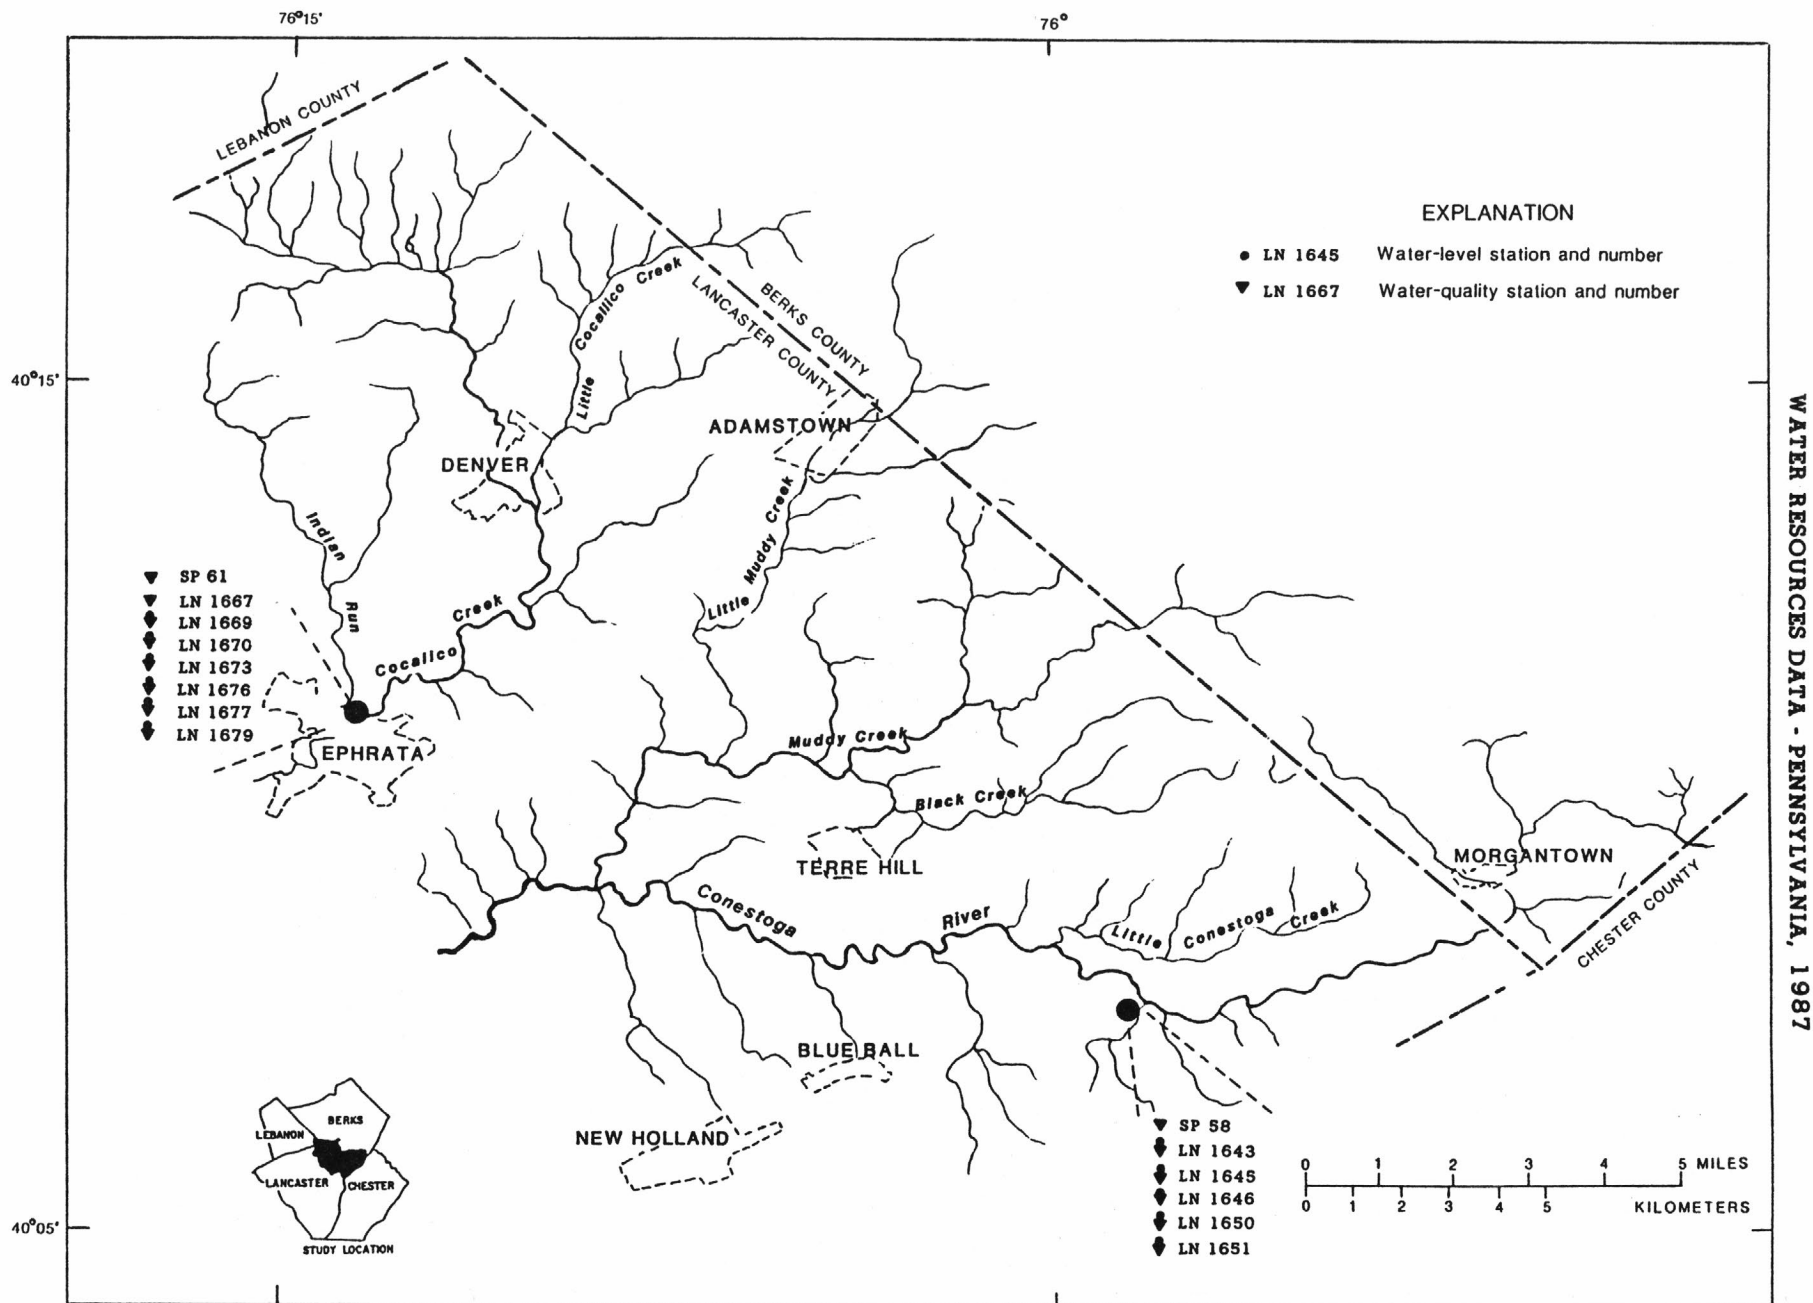 76°15'
76°
LEBANON COUNTY
EXPLANATION
LN 1645 Water-level station and number
LN 1667 Water-quality station and number
Little Cocalico Creek
BERKS COUNTY
LANCASTER COUNTY
40°15'
ADAMSTOWN
DENVER
Indian Run
Little Muddy Creek
SP 61
LN 1667
LN 1669
LN 1670
LN 1673
LN 1676
LN 1677
LN 1679
Cocalico Creek
EPHRATA
Muddy Creek
Black Creek
TERRE HILL
MORGANTOWN
CHESTER COUNTY
Conestoga River
Little Conestoga Creek
BLUE BALL
NEW HOLLAND
SP 58
LN 1643
LN 1645
LN 1646
LN 1650
LN 1651
0 1 2 3 4 5 MILES
0 1 2 3 4 5 KILOMETERS
BERKS
LEBANON
LANCASTER
CHESTER
STUDY LOCATION
40°05'
WATER RESOURCES DATA - PENNSYLVANIA, 1987